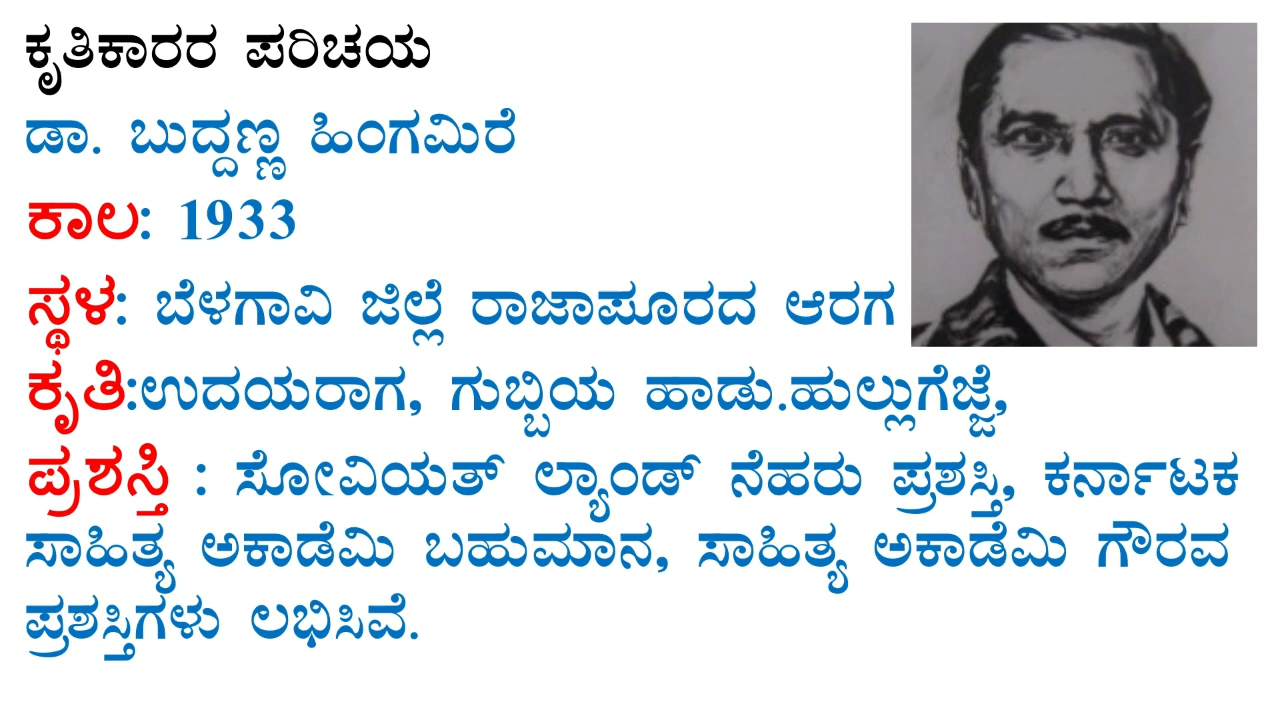 ಕೃತಿಕಾರರ ಪರಿಚಯ
ಡಾ. ಬುದ್ದಣ್ಣ ಹಿಂಗಮಿರೆ
ಕಾಲ: 1933
ಸ್ಥಳ: ಬೆಳಗಾವಿ ಜಿಲ್ಲೆ ರಾಜಾಪೂರದ ಆರಗ
ಕೃತಿ:ಉದಯರಾಗ, ಗುಬ್ಬಿಯ ಹಾಡು.ಹುಲ್ಲುಗೆಜ್ಜೆ,
ಪ್ರಶಸ್ತಿ : ಸೋವಿಯತ್ ಲ್ಯಾಂಡ್ ನೆಹರು ಪ್ರಶಸ್ತಿ, ಕರ್ನಾಟಕ
ಸಾಹಿತ್ಯ ಅಕಾಡೆಮಿ ಬಹುಮಾನ, ಸಾಹಿತ್ಯ ಅಕಾಡೆಮಿ ಗೌರವ
ಪ್ರಶಸ್ತಿಗಳು ಲಭಿಸಿವೆ.